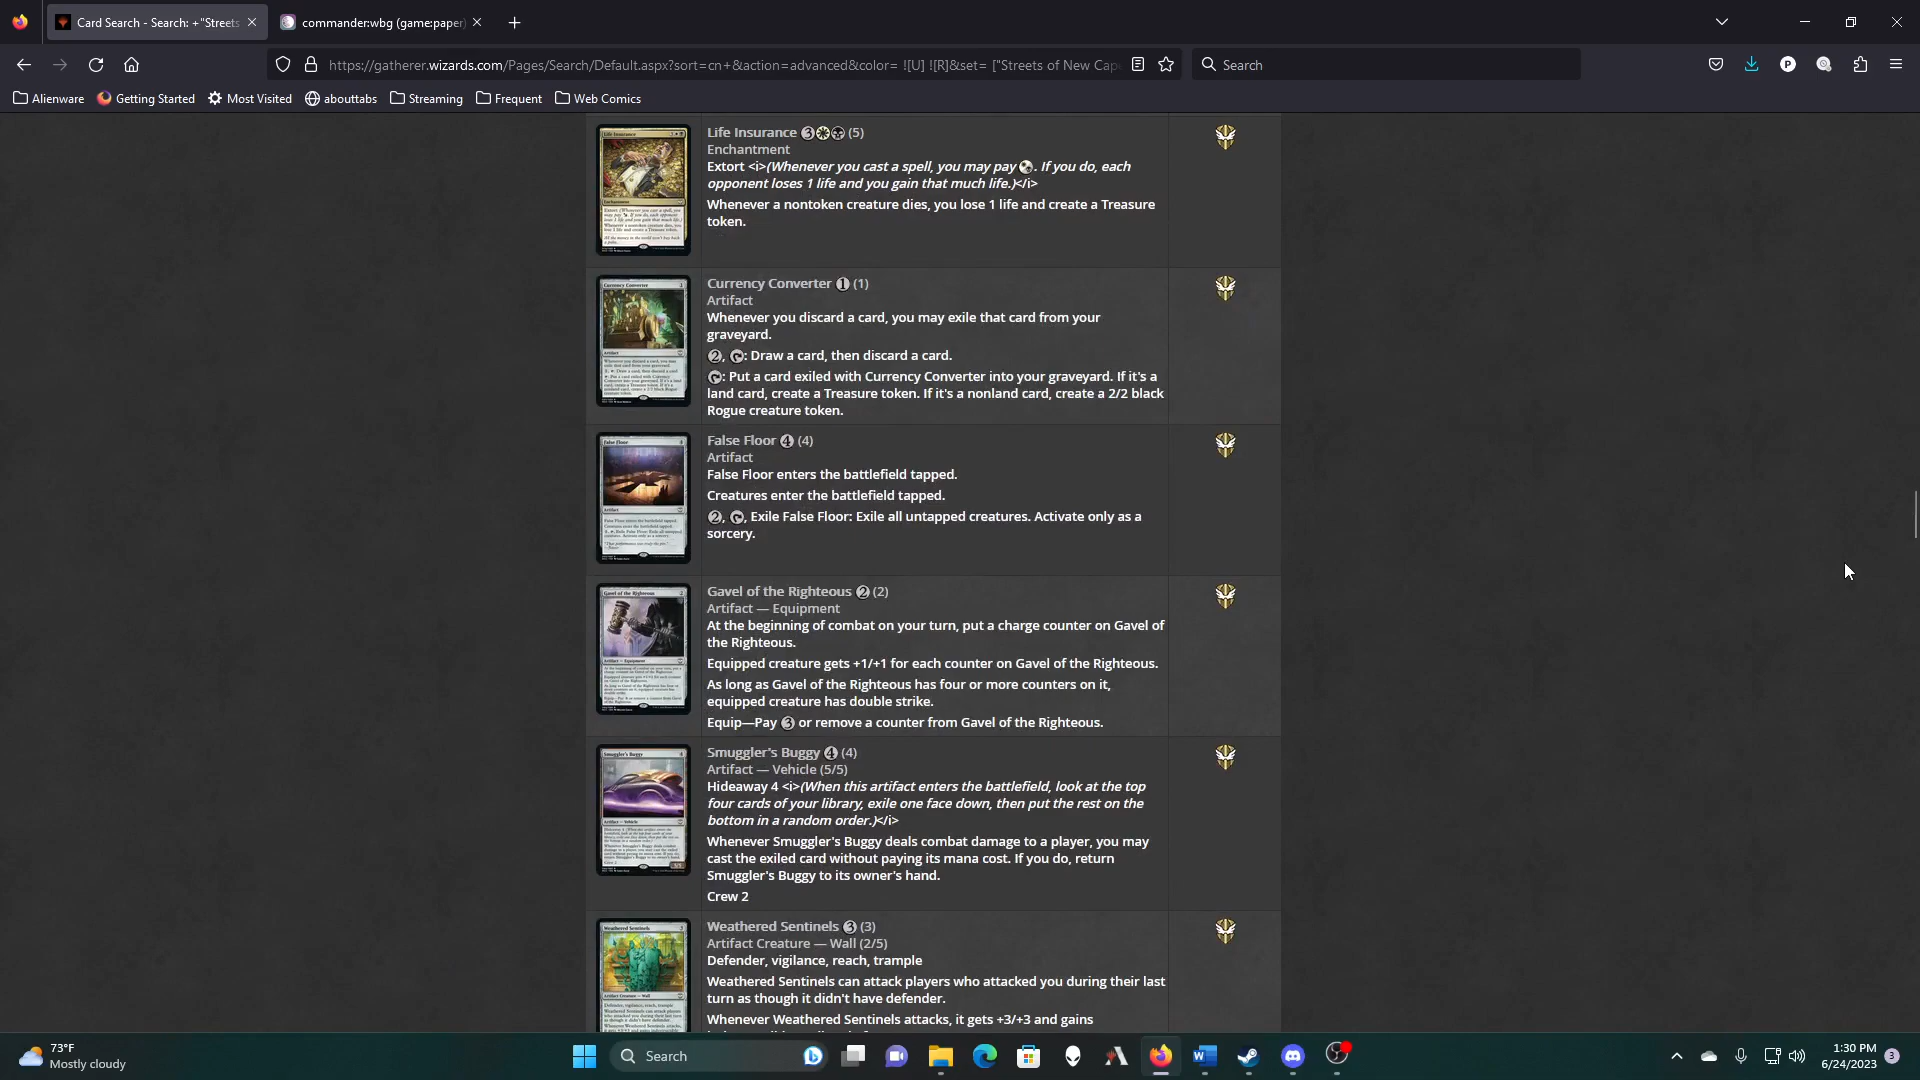 Card Search - Search: +"Streets
commander:wbg (game:paper)
https://gatherer.wizards.com/Pages/Search/Default.aspx?sort=cn+&action=advanced&color= ![U] ![R]&set= ["Streets of New Cap
Search
Alienware
Getting Started
Most Visited
abouttabs
Streaming
Frequent
Web Comics
Life Insurance 3 (5)
Enchantment
Extort <i>(Whenever you cast a spell, you may pay . If you do, each
opponent loses 1 life and you gain that much life.)</i>
Whenever a nontoken creature dies, you lose 1 life and create a Treasure
token.
Currency Converter 1 (1)
Artifact
Whenever you discard a card, you may exile that card from your
graveyard.
2, : Draw a card, then discard a card.
: Put a card exiled with Currency Converter into your graveyard. If it's a
land card, create a Treasure token. If it's a nonland card, create a 2/2 black
Rogue creature token.
False Floor 4 (4)
Artifact
False Floor enters the battlefield tapped.
Creatures enter the battlefield tapped.
2, , Exile False Floor: Exile all untapped creatures. Activate only as a
sorcery.
Gavel of the Righteous 2 (2)
Artifact — Equipment
At the beginning of combat on your turn, put a charge counter on Gavel of
the Righteous.
Equipped creature gets +1/+1 for each counter on Gavel of the Righteous.
As long as Gavel of the Righteous has four or more counters on it,
equipped creature has double strike.
Equip—Pay 3 or remove a counter from Gavel of the Righteous.
Smuggler's Buggy 4 (4)
Artifact — Vehicle (5/5)
Hideaway 4 <i>(When this artifact enters the battlefield, look at the top
four cards of your library, exile one face down, then put the rest on the
bottom in a random order.)</i>
Whenever Smuggler's Buggy deals combat damage to a player, you may
cast the exiled card without paying its mana cost. If you do, return
Smuggler's Buggy to its owner's hand.
Crew 2
Weathered Sentinels 3 (3)
Artifact Creature — Wall (2/5)
Defender, vigilance, reach, trample
Weathered Sentinels can attack players who attacked you during their last
turn as though it didn't have defender.
Whenever Weathered Sentinels attacks, it gets +3/+3 and gains
73°F
Mostly cloudy
Search
1:30 PM
6/24/2023
3